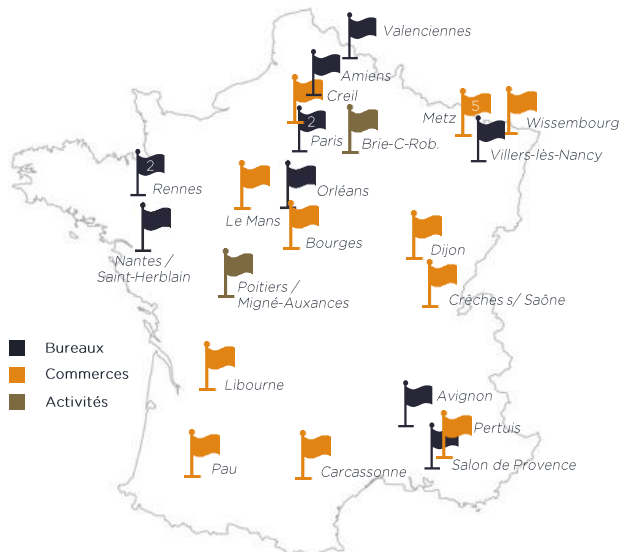 Valenciennes
Amiens
Creil
2
Paris
Brie-C-Rob.
Metz
5
Wissembourg
Villers-lès-Nancy
2
Rennes
Le Mans
Orléans
Bourges
Nantes /
Saint-Herblain
Poitiers /
Migné-Auxances
Dijon
Crêches s/ Saône
Bureaux
Commerces
Activités
Libourne
Avignon
Pertuis
Salon de Provence
Pau
Carcassonne